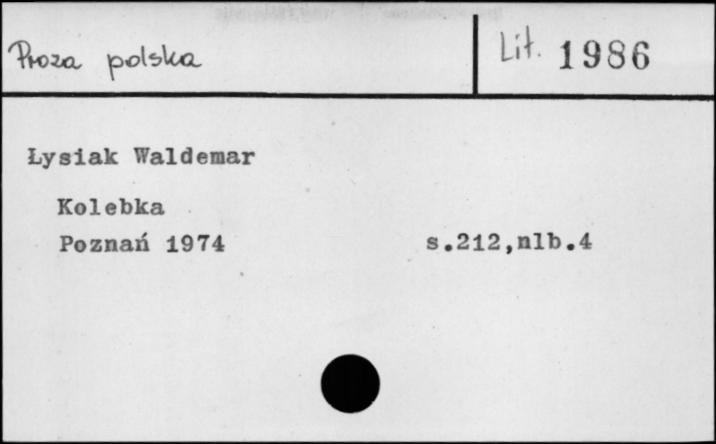 Proza polska
Lit. 1986
Łysiak Waldemar
Kolebka
Poznań 1974 s.212,nlb.4